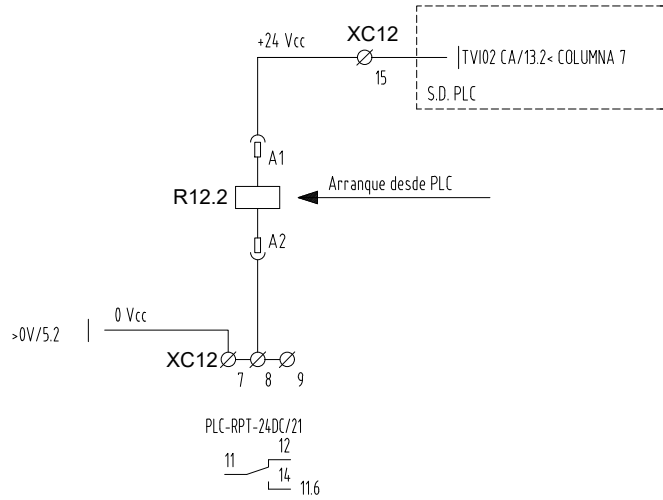 XC12
+24 Vcc
|TVI02 CA/13.2< COLUMNA 7
15
S.D. PLC
A1
R12.2
Arranque desde PLC
A2
0 Vcc
>0V/5.2
XC12
7
8
9
PLC-RPT-24DC/21
12
11
14
11.6